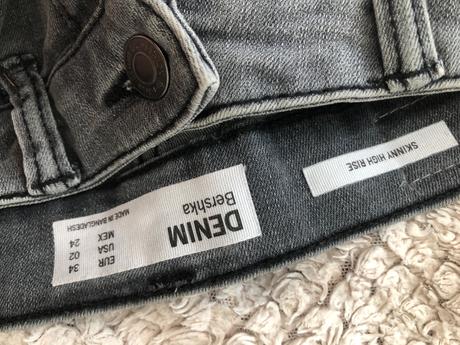 DENIM
Bershka
EUR 34
USA 02
MEX 24
MADE IN BANGLADESH
SKINNY HIGH RISE